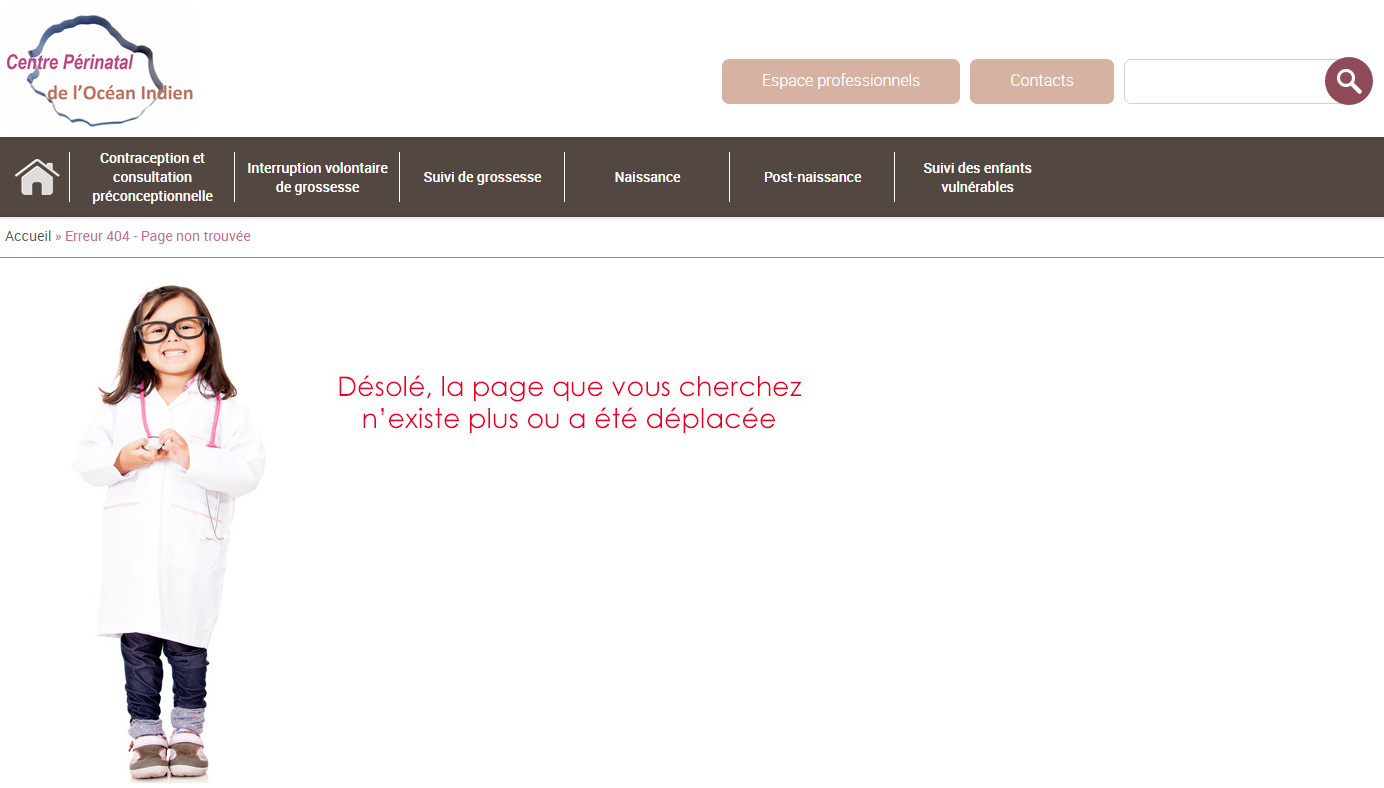 Centre Périnatal
de l'Océan Indien
Espace professionnels
Contacts
Contraception et
consultation
préconceptionnelle
Interruption volontaire
de grossesse
Suivi de grossesse
Naissance
Post-naissance
Suivi des enfants
vulnérables
Accueil » Erreur 404 - Page non trouvée
Désolé, la page que vous cherchez
n'existe plus ou a été déplacée